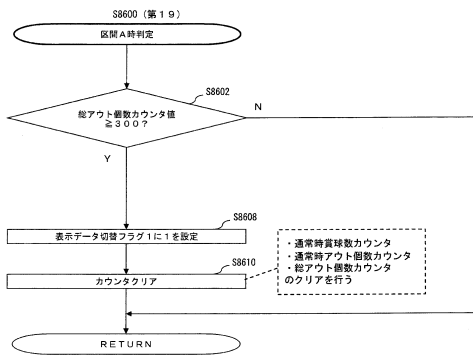 S8600（第１９）
区間Ａ時判定
S8602
総アウト個数カウンタ値
≧３００？
N
Y
S8608
表示データ切替フラグ１に１を設定
S8610
カウンタクリア
・通常時賞球数カウンタ
・通常時アウト個数カウンタ
・総アウト個数カウンタ
のクリアを行う
ＲＥＴＵＲＮ